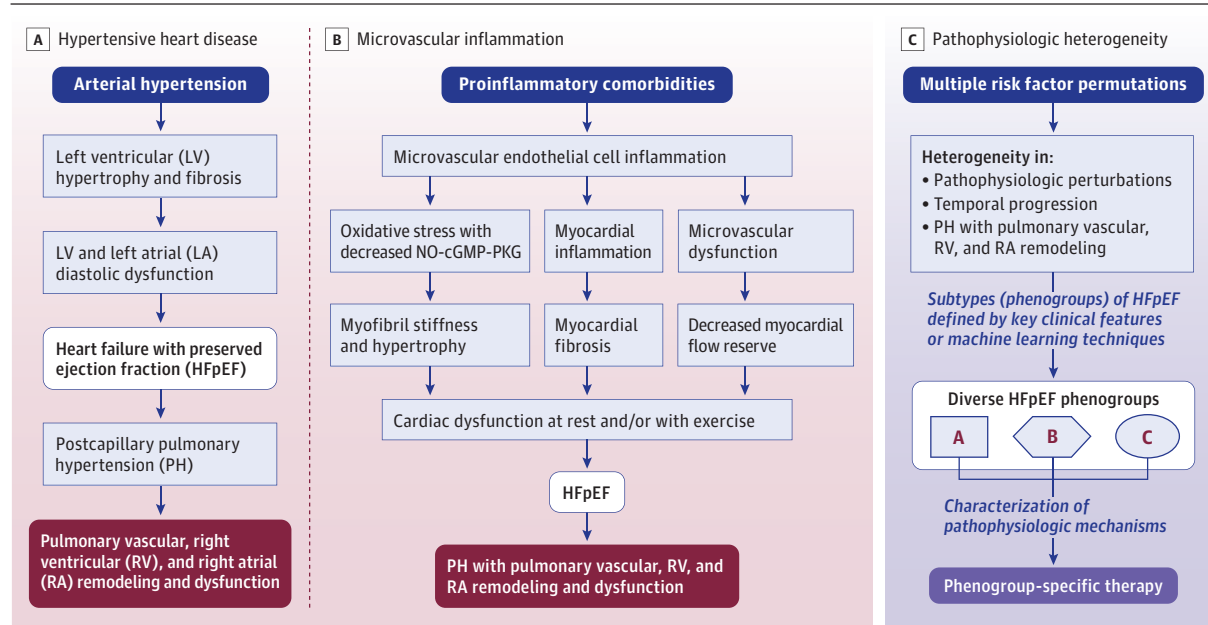 A Hypertensive heart disease
Arterial hypertension
Left ventricular (LV)
hypertrophy and fibrosis
LV and left atrial (LA)
diastolic dysfunction
Heart failure with preserved
ejection fraction (HFpEF)
Postcapillary pulmonary
hypertension (PH)
Pulmonary vascular, right
ventricular (RV), and right atrial
(RA) remodeling and dysfunction
B Microvascular inflammation
Proinflammatory comorbidities
Microvascular endothelial cell inflammation
Oxidative stress with
decreased NO-cGMP-PKG
Myocardial
inflammation
Microvascular
dysfunction
Myofibril stiffness
and hypertrophy
Myocardial
fibrosis
Decreased myocardial
flow reserve
Cardiac dysfunction at rest and/or with exercise
HFpEF
PH with pulmonary vascular, RV, and
RA remodeling and dysfunction
C Pathophysiologic heterogeneity
Multiple risk factor permutations
Heterogeneity in:
• Pathophysiologic perturbations
• Temporal progression
• PH with pulmonary vascular,
RV, and RA remodeling
Subtypes (phenogroups) of HFpEF
defined by key clinical features
or machine learning techniques
Diverse HFpEF phenogroups
A B C
Characterization of
pathophysiologic mechanisms
Phenogroup-specific therapy